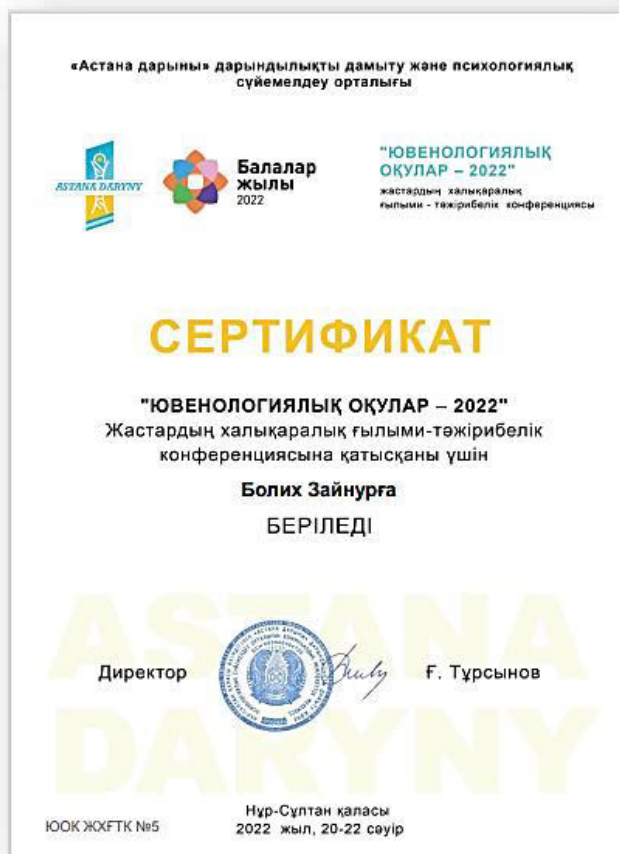 «Астана дарыны» дарындылықты дамыту және психологиялық
сүйемелдеу орталығы
ASTANA DARYNY
Балалар
жылы
2022
"ЮВЕНОЛОГИЯЛЫҚ
ОҚУЛАР – 2022"
жастардың халықаралық
ғылыми - тәжірибелік конференциясы
СЕРТИФИКАТ
"ЮВЕНОЛОГИЯЛЫҚ ОҚУЛАР – 2022"
Жастардың халықаралық ғылыми-тәжірибелік
конференциясына қатысқаны үшін
Болих Зайнурға
БЕРІЛЕДІ
ASTANA
DARYNY
Директор
Ғ. Тұрсынов
Нұр-Сұлтан қаласы
2022 жыл, 20-22 сәуір
ЮОК ЖХҒТК №5